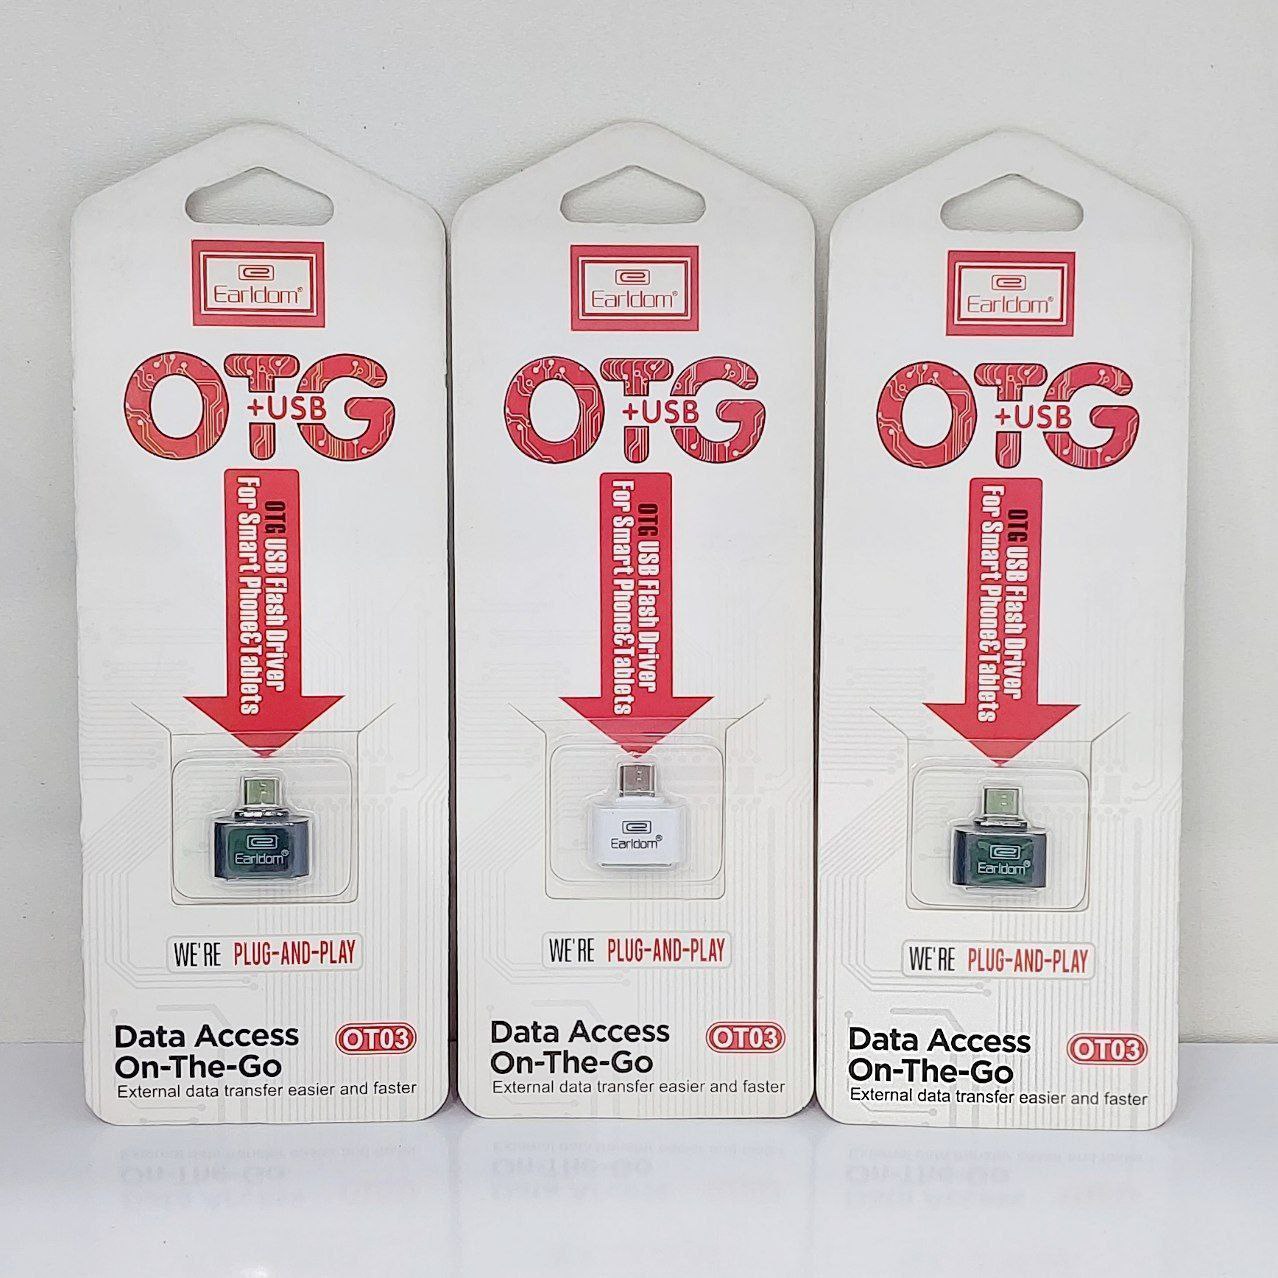 Earldom®
OTG
+USB
OTG USB Flash Driver
For Smart Phone&Tablets
Earldom®
WE'RE PLUG-AND-PLAY
Data Access
On-The-Go
OT03
External data transfer easier and faster
Earldom®
OTG
+USB
OTG USB Flash Driver
For Smart Phone&Tablets
Earldom®
WE'RE PLUG-AND-PLAY
Data Access
On-The-Go
OT03
External data transfer easier and faster
Earldom®
OTG
+USB
OTG USB Flash Driver
For Smart Phone&Tablets
Earldom®
WE'RE PLUG-AND-PLAY
Data Access
On-The-Go
OT03
External data transfer easier and faster